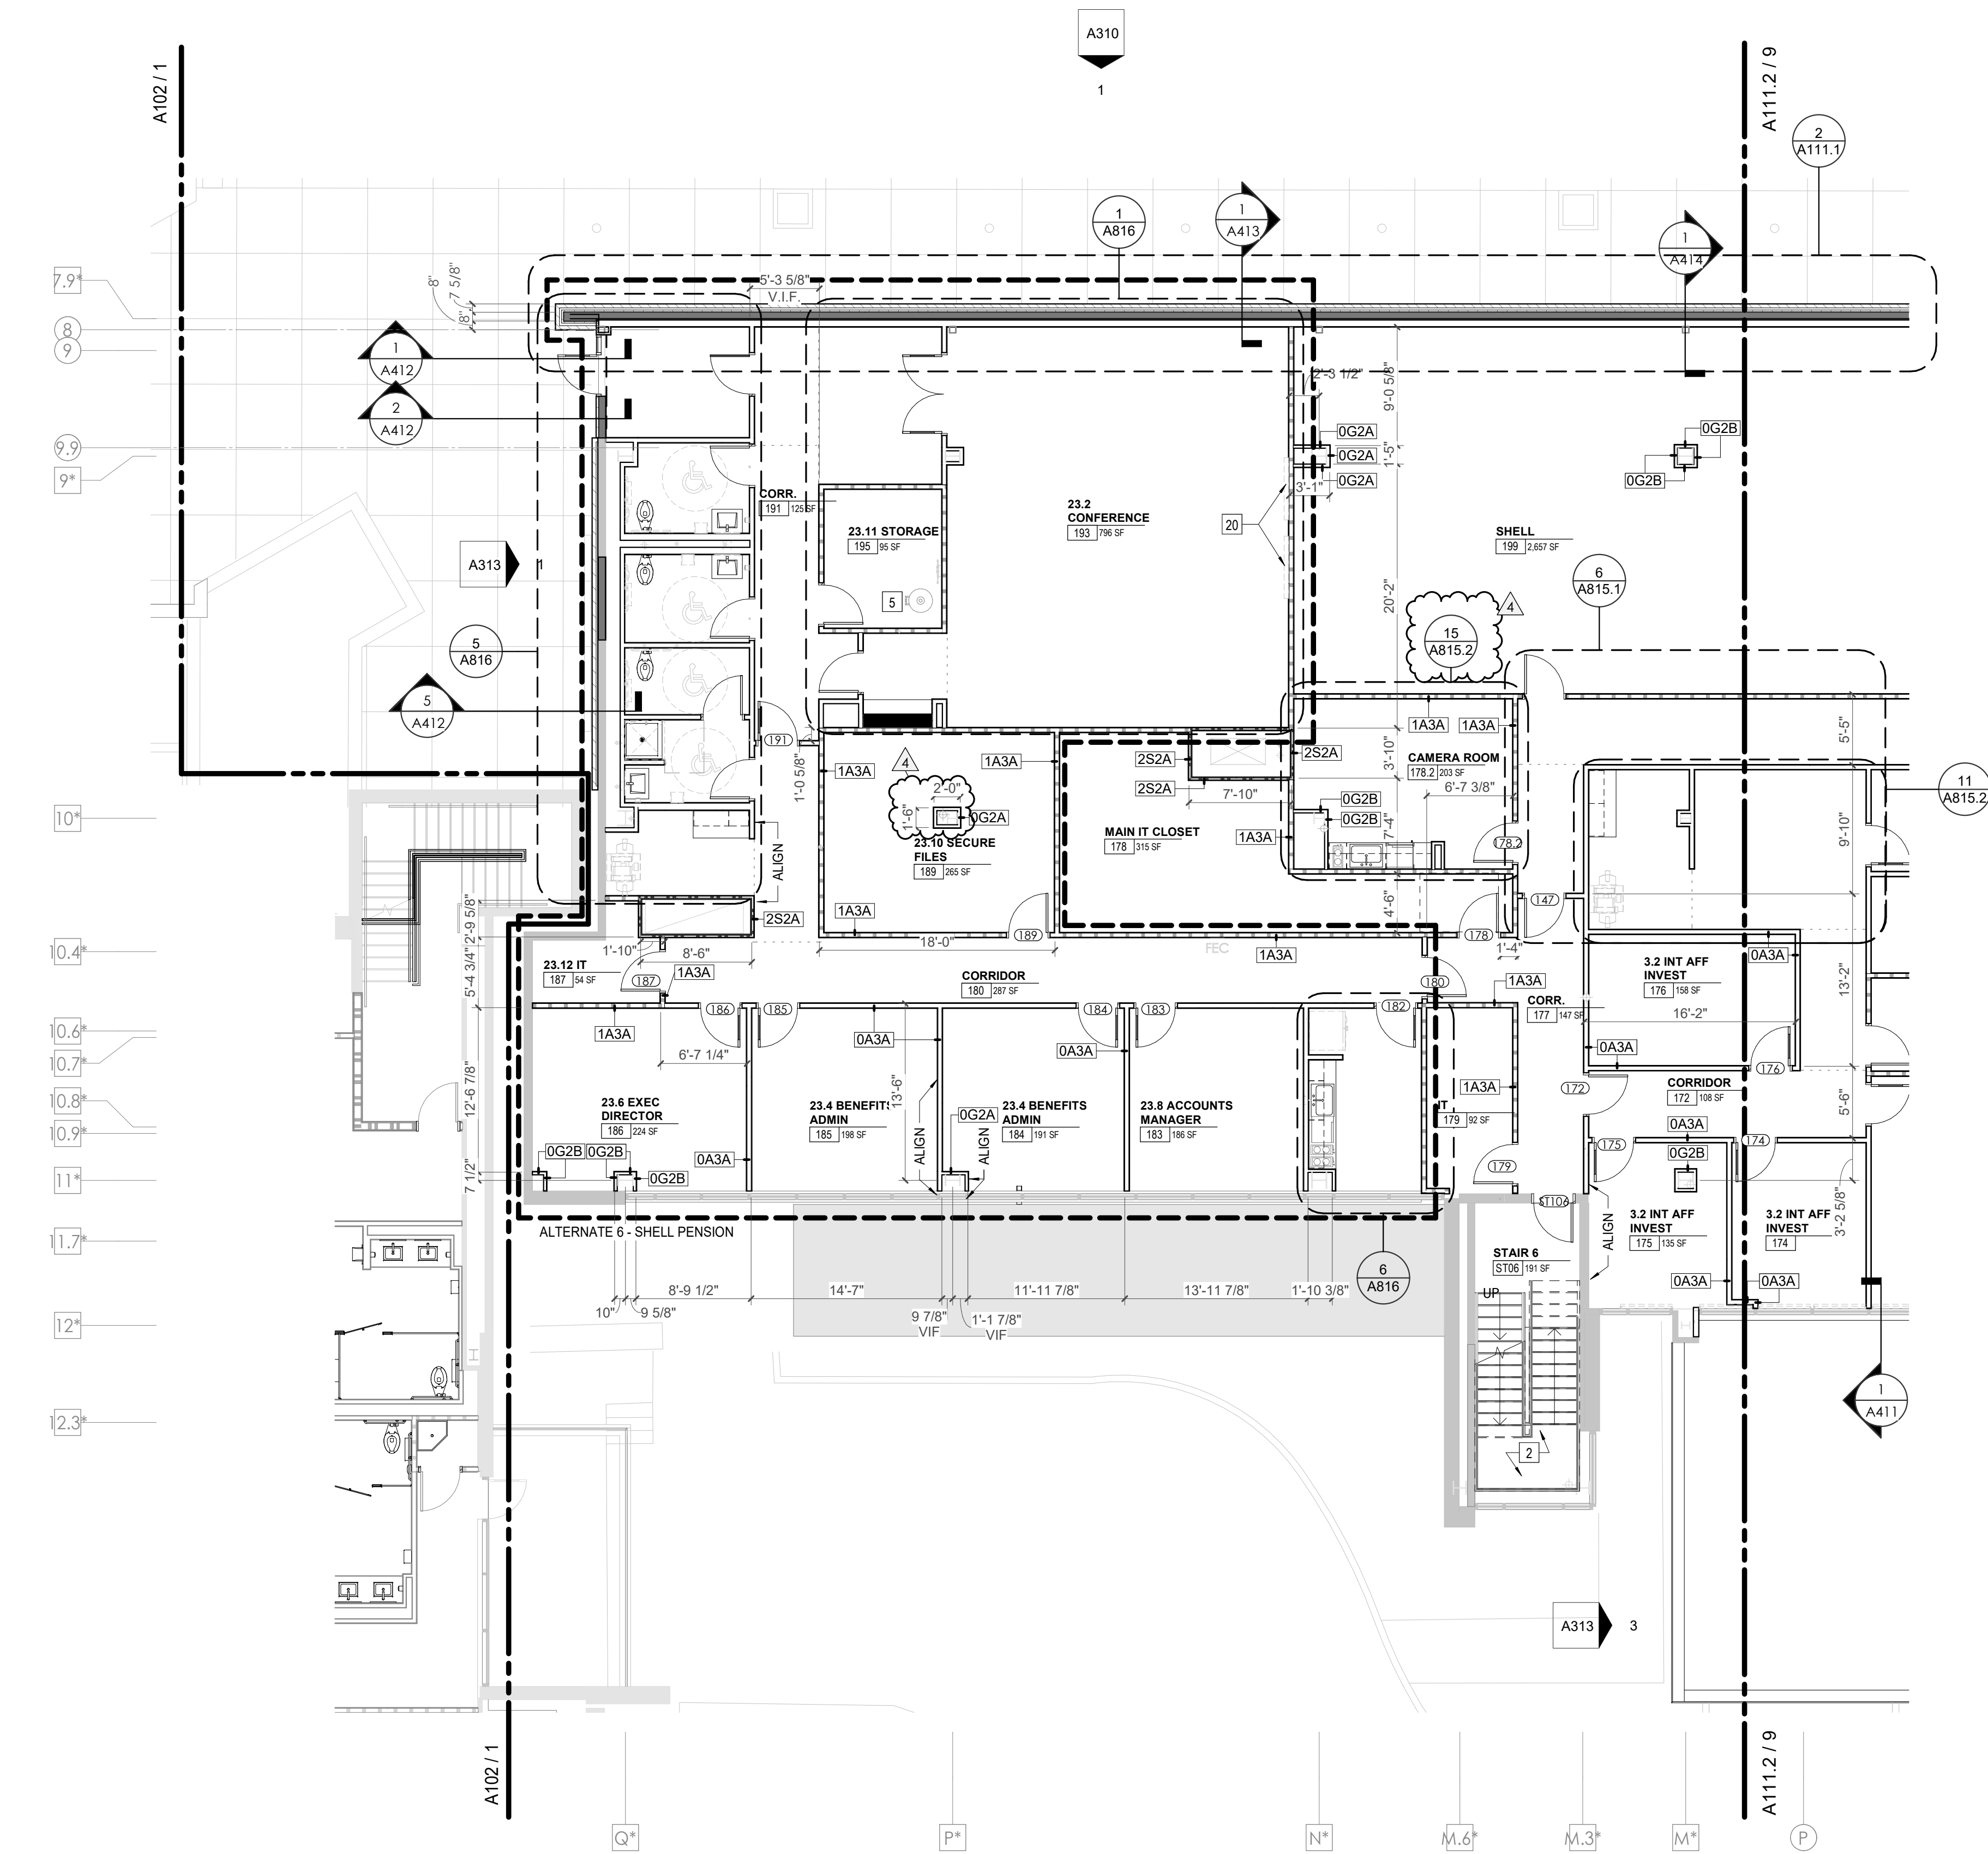 A310
1
A102 / 1
A111.2 / 9
2
A111.1
1
A816
1
A413
1
A414
7.9*
8
9
9.9
9*
10*
10.4*
10.6*
10.7*
10.8*
10.9*
11*
11.7*
12*
12.3*
8"
7 5/8"
8"
5'-3 5/8"
V.I.F.
1
A412
2
A412
2'-3 1/2"
9'-0 5/8"
0G2A
1'-5"
0G2A
0G2A
3'-1"
0G2B
0G2B
CORR.
191
125 SF
23.11 STORAGE
195
95 SF
5
23.2
CONFERENCE
193
796 SF
20
SHELL
199
2,657 SF
A313
1
6
A815.1
20'-2"
4
15
A815.2
5
A816
5
A412
191
1'-0 5/8"
1A3A
4
2'-0"
1'-6"
0G2A
1A3A
23.10 SECURE
FILES
189
265 SF
1A3A
189
18'-0"
2S2A
2S2A
2S2A
7'-10"
MAIN IT CLOSET
178
315 SF
3'-10"
1A3A
1A3A
CAMERA ROOM
178.2
203 SF
6'-7 3/8"
0G2B
0G2B
1A3A
7'-4"
178.2
4'-6"
147
178
1'-4"
5'-5"
11
A815.2
9'-10"
ALIGN
2S2A
2'-9 5/8"
5'-4 3/4"
1'-10"
8'-6"
23.12 IT
187
54 SF
187
1A3A
CORRIDOR
180
287 SF
FEC
1A3A
180
1A3A
CORR.
177
147 SF
0A3A
3.2 INT AFF
INVEST
176
158 SF
16'-2"
13'-2"
0A3A
176
1A3A
186
185
0A3A
184
183
182
6'-7 1/4"
0A3A
13'-6"
12'-6 7/8"
23.6 EXEC
DIRECTOR
186
224 SF
23.4 BENEFITS
ADMIN
185
198 SF
0G2A
23.4 BENEFITS
ADMIN
184
191 SF
23.8 ACCOUNTS
MANAGER
183
186 SF
1A3A
IT
179
92 SF
172
CORRIDOR
172
108 SF
5'-6"
0A3A
175
174
0G2B
0G2B
0G2B
0G2B
0A3A
ALIGN
ALIGN
7 1/2"
179
ST106
ALIGN
3.2 INT AFF
INVEST
175
135 SF
3.2 INT AFF
INVEST
174
3'-2 5/8"
ALTERNATE 6 - SHELL PENSION
STAIR 6
ST06
191 SF
UP
0A3A
0A3A
6
A816
8'-9 1/2"
14'-7"
11'-11 7/8"
13'-11 7/8"
1'-10 3/8"
10"
9 5/8"
9 7/8"
VIF
1'-1 7/8"
VIF
1
A411
2
A313
3
A102 / 1
A111.2 / 9
Q*
P*
N*
M.6*
M.3*
M*
P